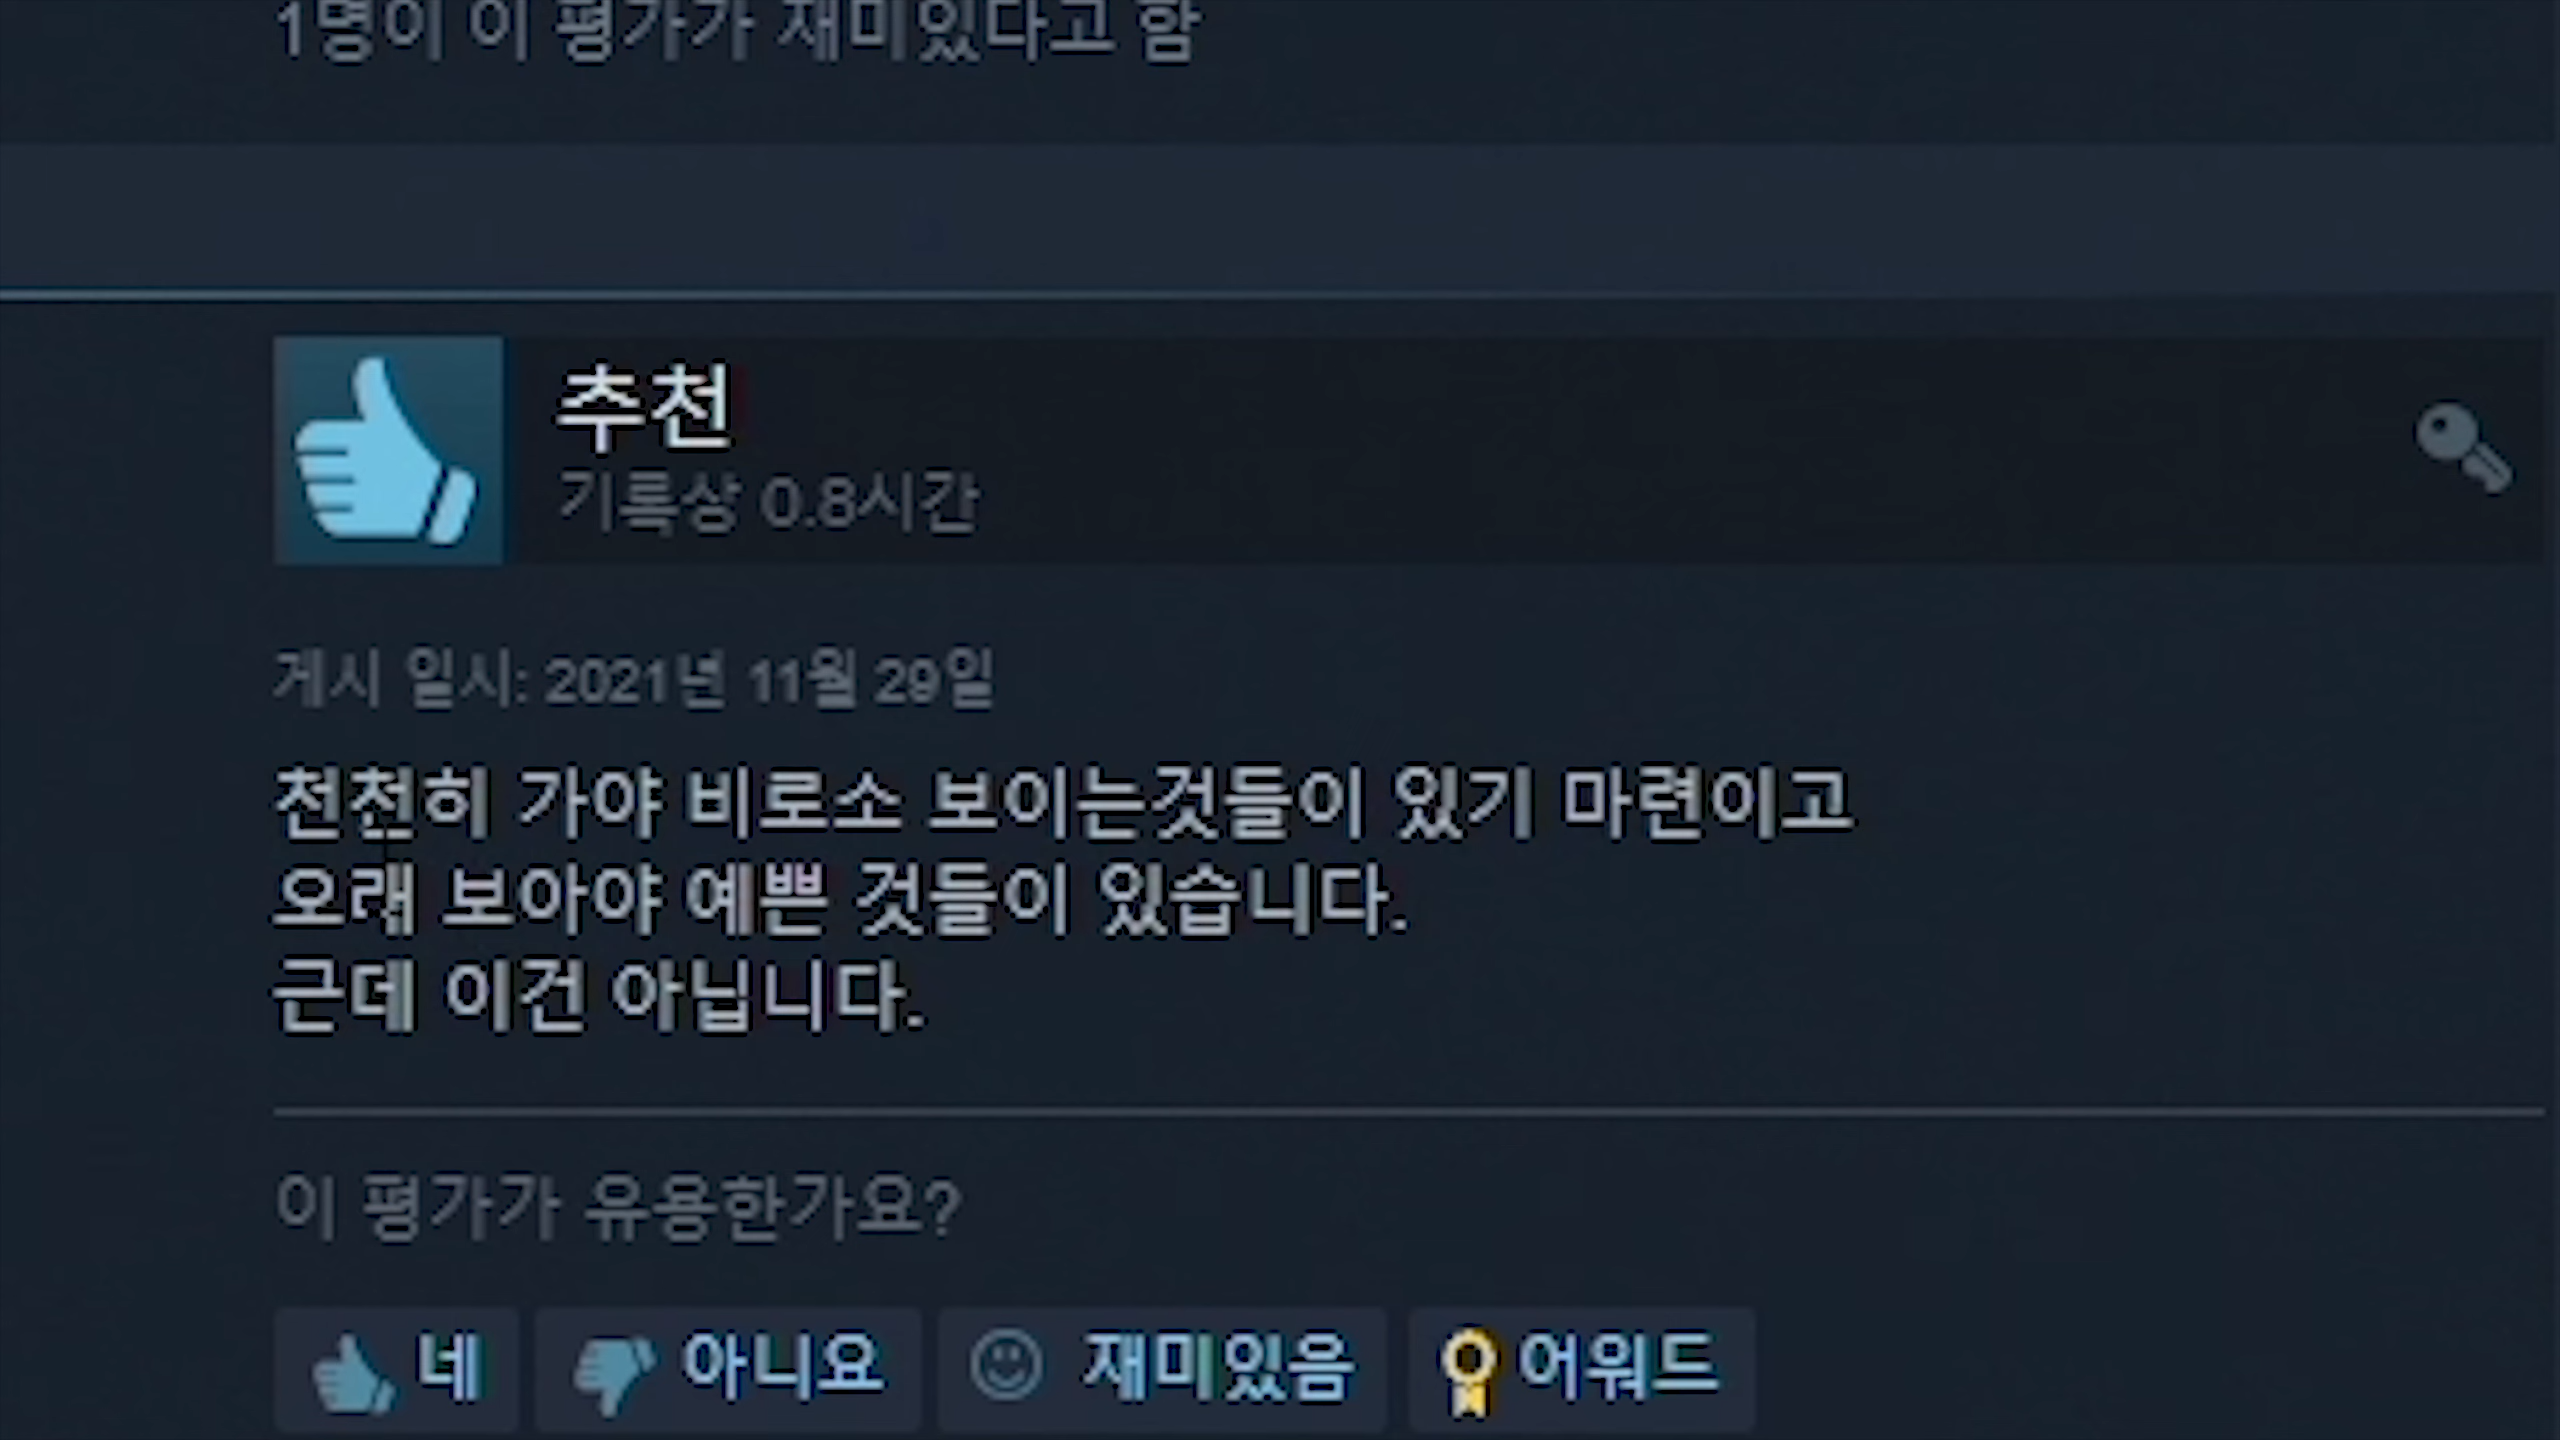 1명이 이 평가가 재미있다고 함
추천
기록상 0.8시간
게시 일시: 2021년 11월 29일
천천히 가야 비로소 보이는것들이 있기 마련이고
오래 보아야 예쁜 것들이 있습니다.
근데 이건 아닙니다.
이 평가가 유용한가요?
네 아니요 재미있음 어워드